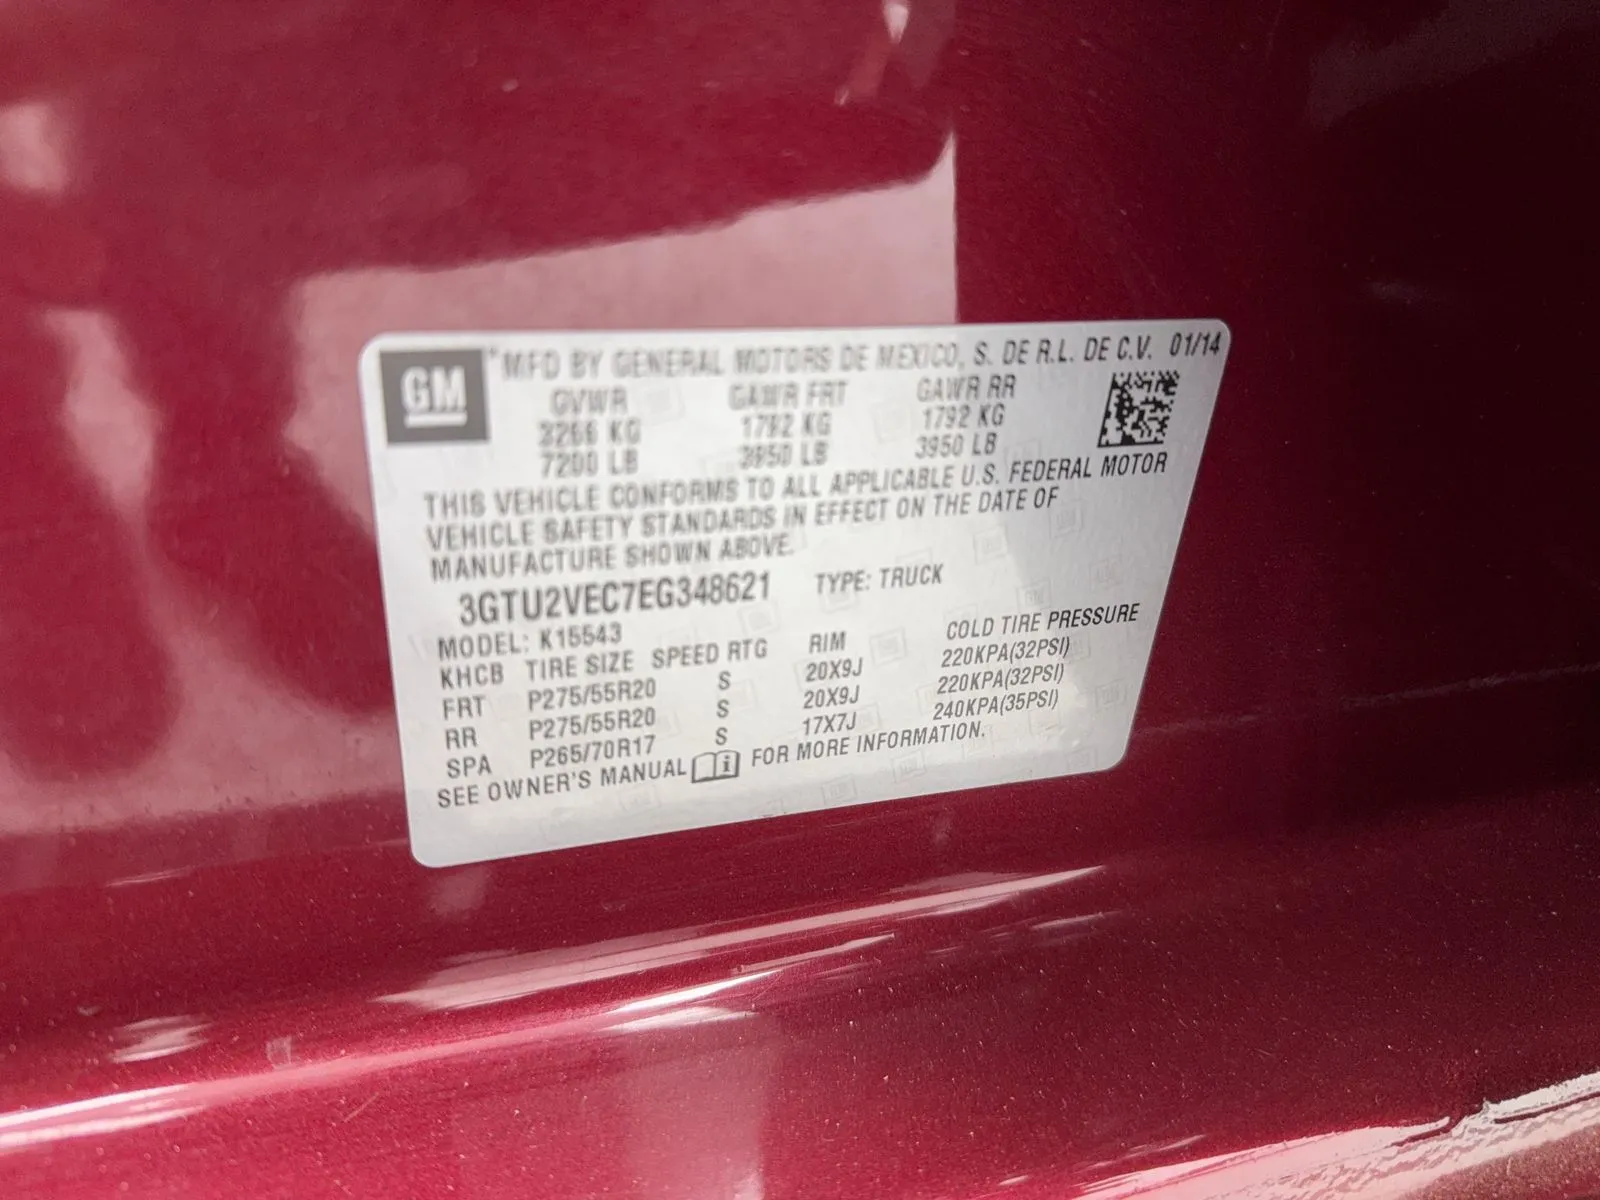 GM
*MFD BY GENERAL MOTORS DE MEXICO, S. DE R.L. DE C.V. 01/14
GVWR GAWR FRT GAWR RR
3266 KG 1792 KG 1792 KG
7200 LB 3950 LB 3950 LB
THIS VEHICLE CONFORMS TO ALL APPLICABLE U.S. FEDERAL MOTOR
VEHICLE SAFETY STANDARDS IN EFFECT ON THE DATE OF
MANUFACTURE SHOWN ABOVE.
3GTU2VEC7EG348621 TYPE: TRUCK
MODEL: K15543
KHCB TIRE SIZE SPEED RTG RIM COLD TIRE PRESSURE
FRT P275/55R20 S 20X9J 220KPA(32PSI)
RR P275/55R20 S 20X9J 220KPA(32PSI)
SPA P265/70R17 S 17X7J 240KPA(35PSI)
SEE OWNER'S MANUAL FOR MORE INFORMATION.